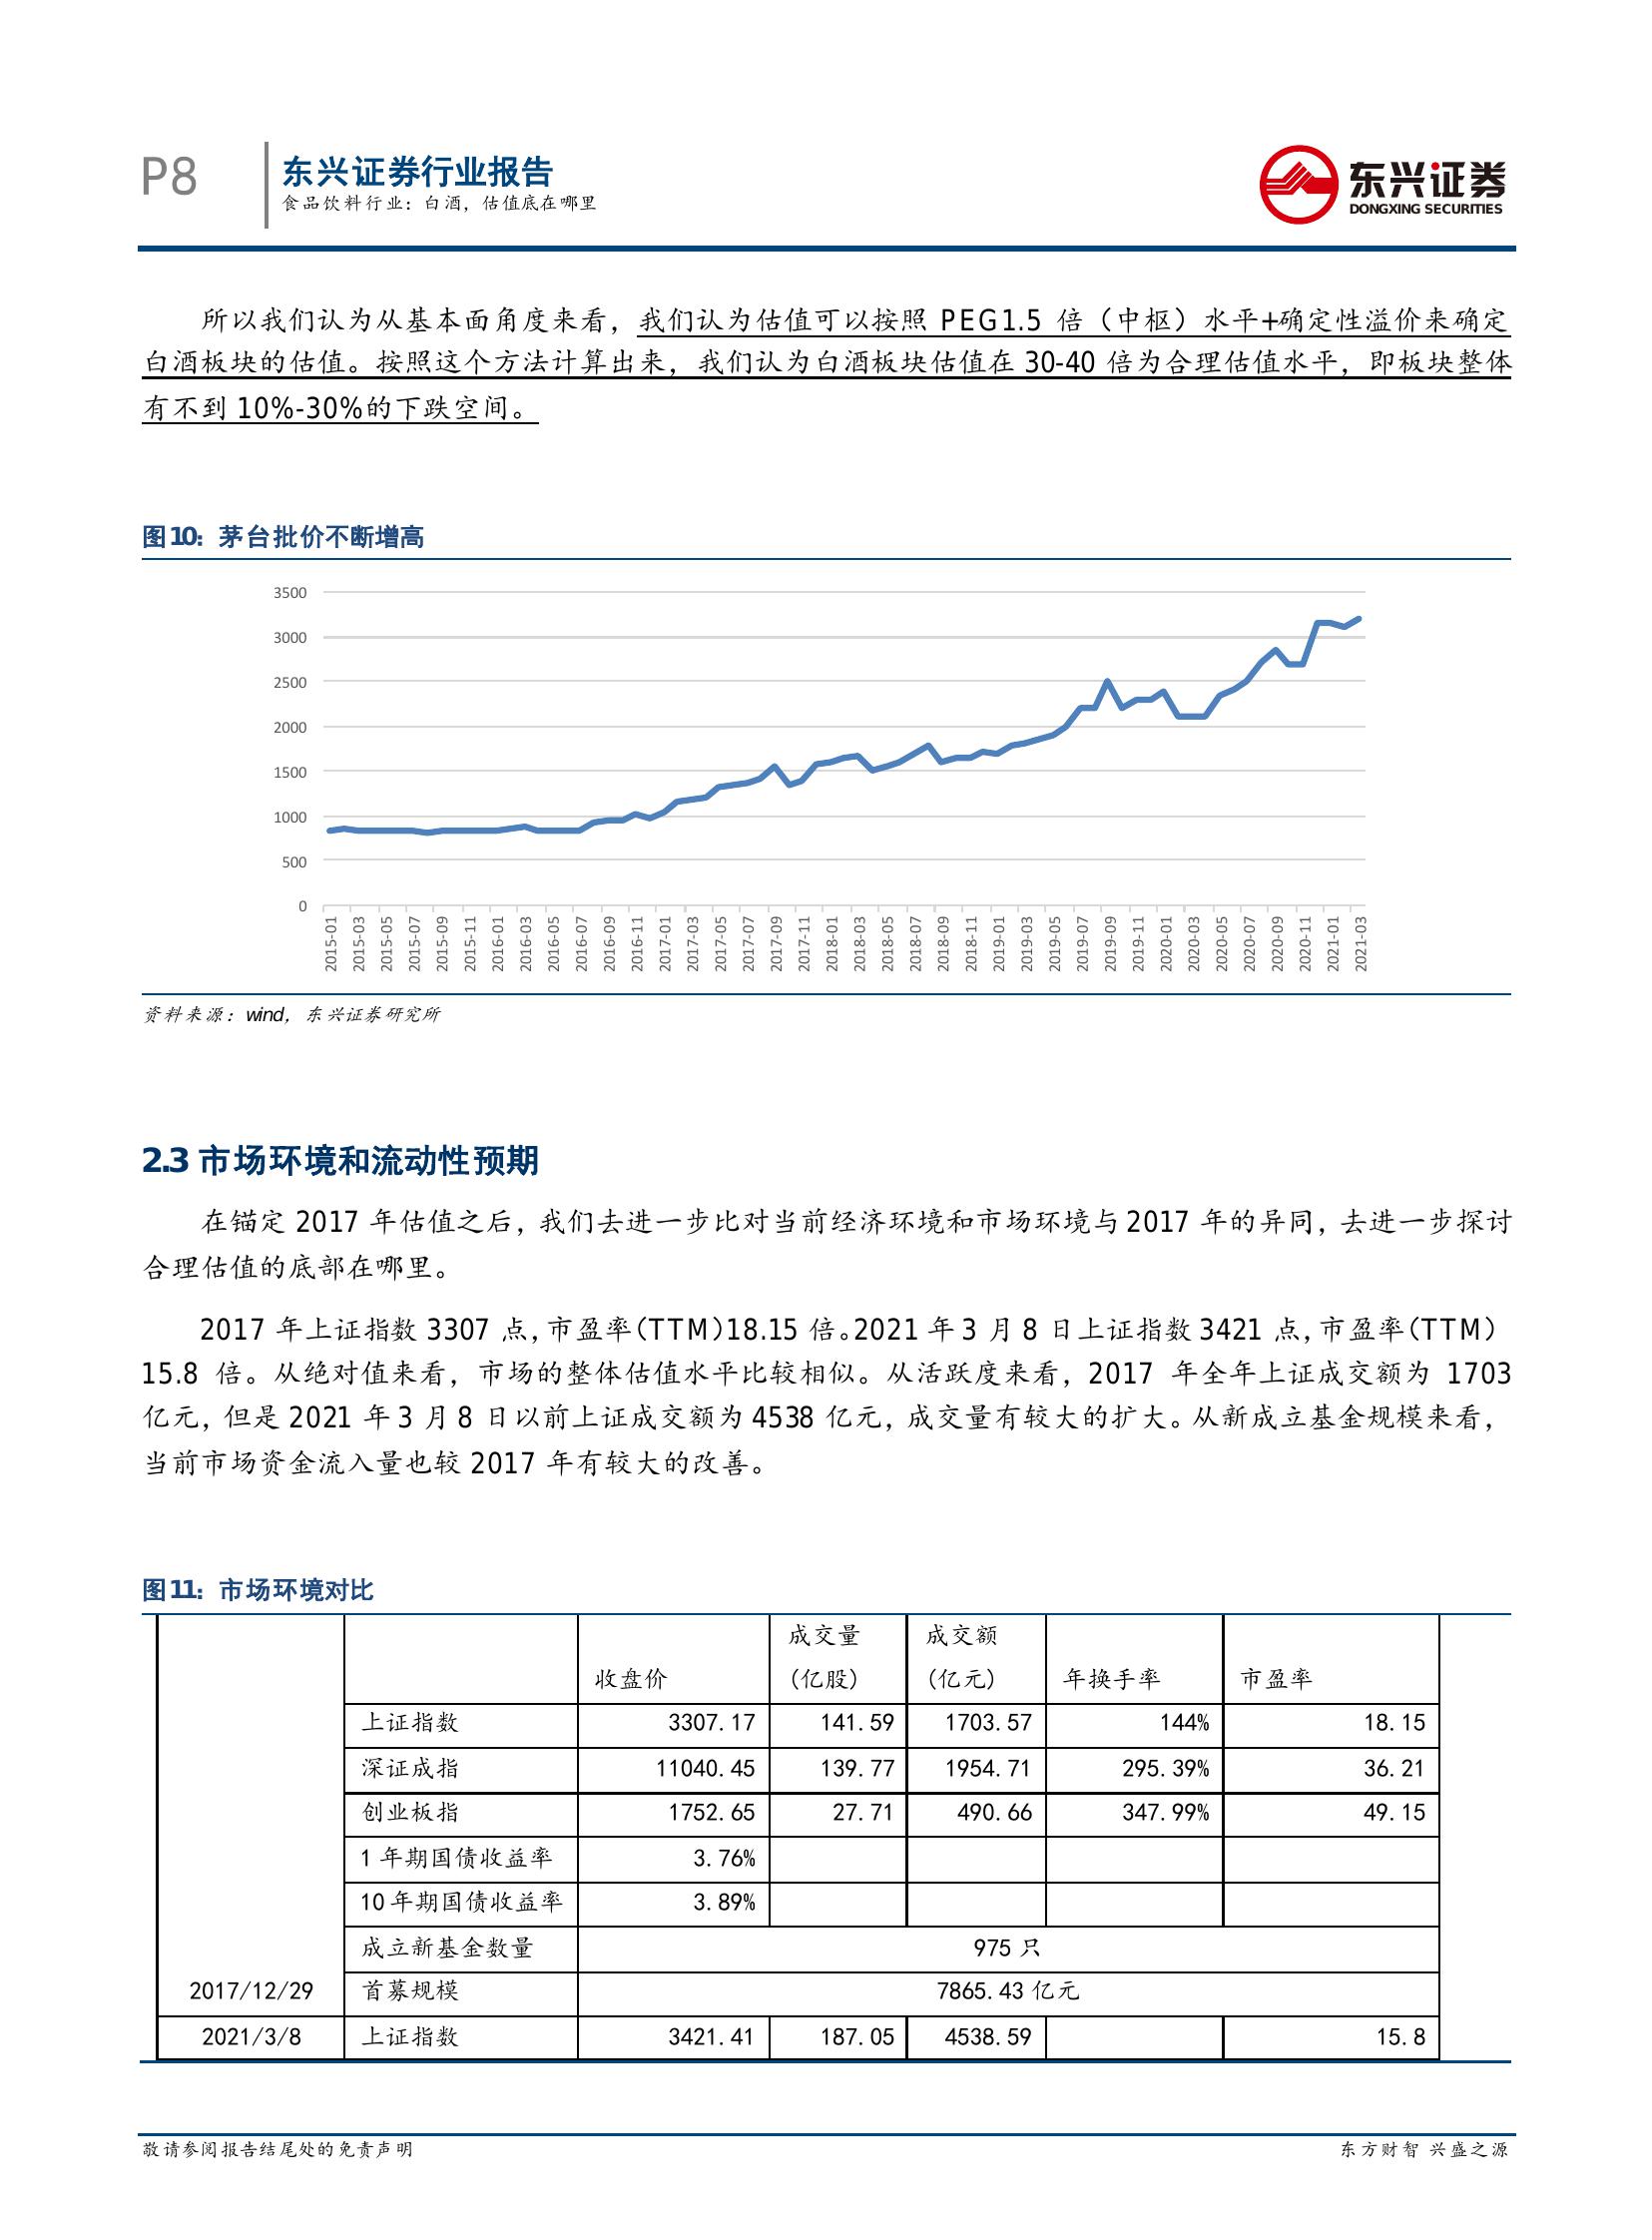 P8
东兴证券行业报告
食品饮料行业：白酒，估值底在哪里
东兴证券
DONGXING SECURITIES
所以我们认为从基本面角度来看，我们认为估值可以按照 PEG1.5 倍（中枢）水平+确定性溢价来确定
白酒板块的估值。按照这个方法计算出来，我们认为白酒板块估值在 30-40 倍为合理估值水平，即板块整体
有不到 10%-30%的下跌空间。
图10：茅台批价不断增高
3500
3000
2500
2000
1500
1000
500
0
2015-01 2015-03 2015-05 2015-07 2015-09 2015-11 2016-01 2016-03 2016-05 2016-07 2016-09 2016-11 2017-01 2017-03 2017-05 2017-07 2017-09 2017-11 2018-01 2018-03 2018-05 2018-07 2018-09 2018-11 2019-01 2019-03 2019-05 2019-07 2019-09 2019-11 2020-01 2020-03 2020-05 2020-07 2020-09 2020-11 2021-01 2021-03
资料来源：wind，东兴证券研究所
2.3 市场环境和流动性预期
在锚定 2017 年估值之后，我们去进一步比对当前经济环境和市场环境与 2017 年的异同，去进一步探讨
合理估值的底部在哪里。
2017 年上证指数 3307 点，市盈率（TTM）18.15 倍。2021 年 3 月 8 日上证指数 3421 点，市盈率（TTM）
15.8 倍。从绝对值来看，市场的整体估值水平比较相似。从活跃度来看，2017 年全年上证成交额为 1703
亿元，但是 2021 年 3 月 8 日以前上证成交额为 4538 亿元，成交量有较大的扩大。从新成立基金规模来看，
当前市场资金流入量也较 2017 年有较大的改善。
图11：市场环境对比
收盘价 成交量（亿股） 成交额（亿元） 年换手率 市盈率
上证指数 3307.17 141.59 1703.57 144% 18.15
深证成指 11040.45 139.77 1954.71 295.39% 36.21
创业板指 1752.65 27.71 490.66 347.99% 49.15
1 年期国债收益率 3.76%
10 年期国债收益率 3.89%
成立新基金数量 975 只
2017/12/29 首募规模 7865.43 亿元
2021/3/8 上证指数 3421.41 187.05 4538.59 15.8
敬请参阅报告结尾处的免责声明
东方财智 兴盛之源